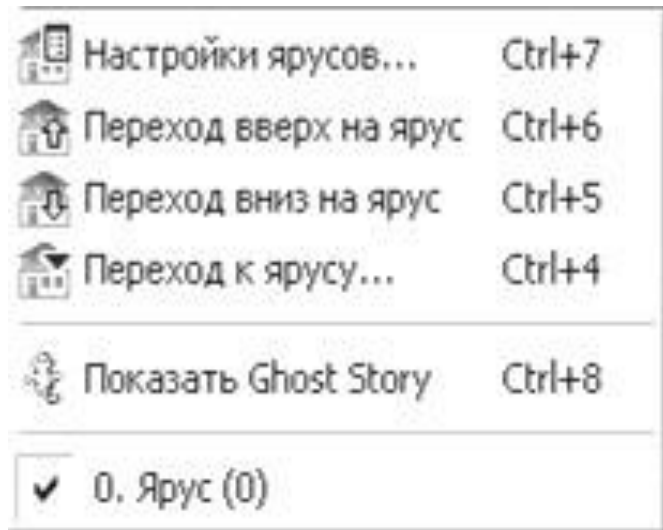 Настройки ярусов... Ctrl+7
Переход вверх на ярус Ctrl+6
Переход вниз на ярус Ctrl+5
Переход к ярусу... Ctrl+4
Показать Ghost Story Ctrl+8
0. Ярус (0)